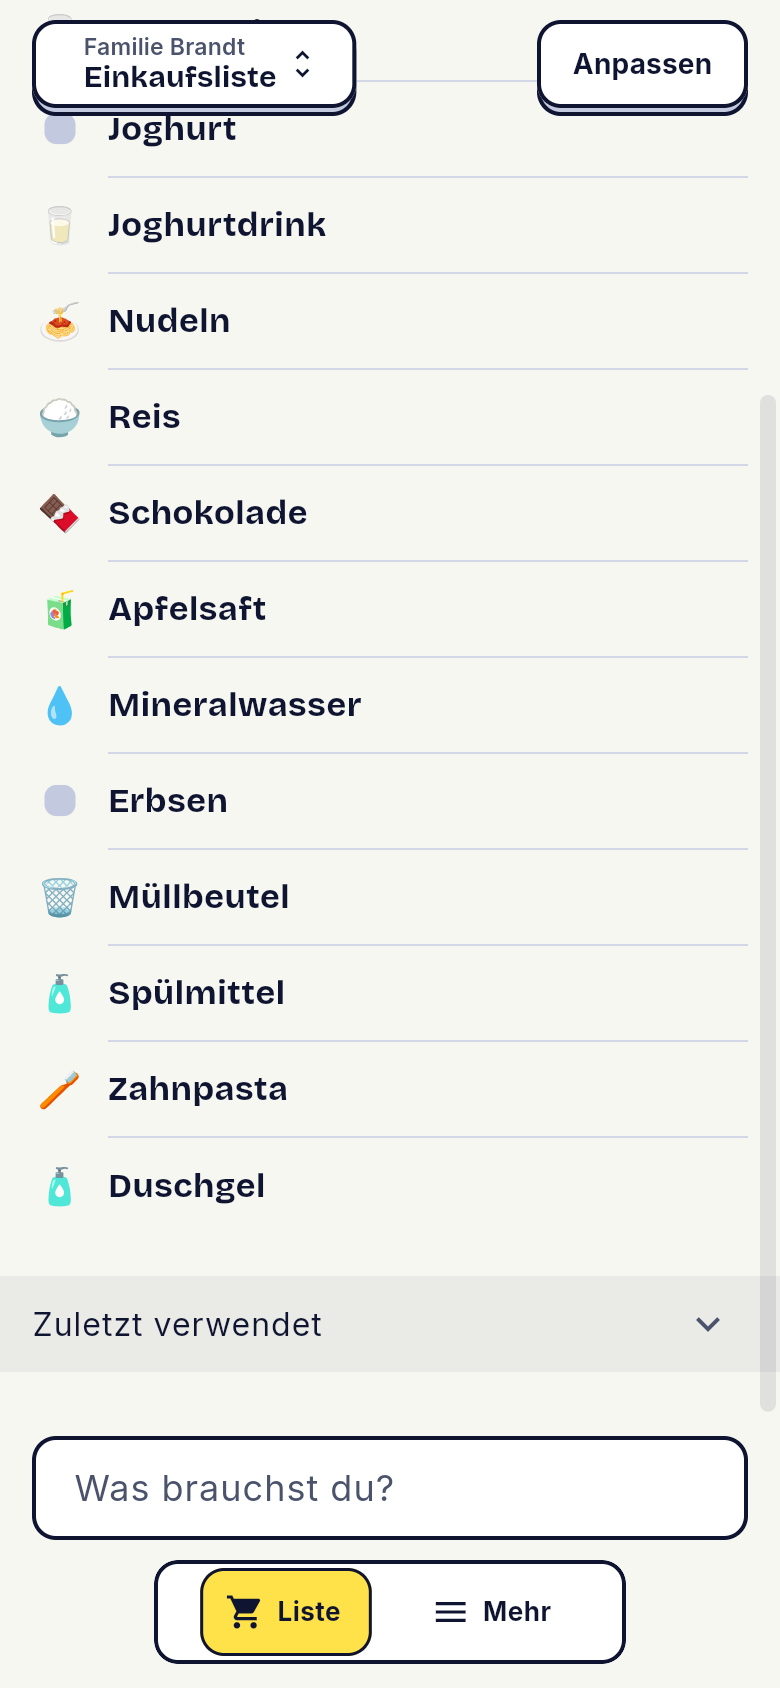 Familie Brandt
Einkaufsliste
Anpassen
Joghurt
Joghurtdrink
Nudeln
Reis
Schokolade
Apfelsaft
Mineralwasser
Erbsen
Müllbeutel
Spülmittel
Zahnpasta
Duschgel
Zuletzt verwendet
Was brauchst du?
Liste
Mehr